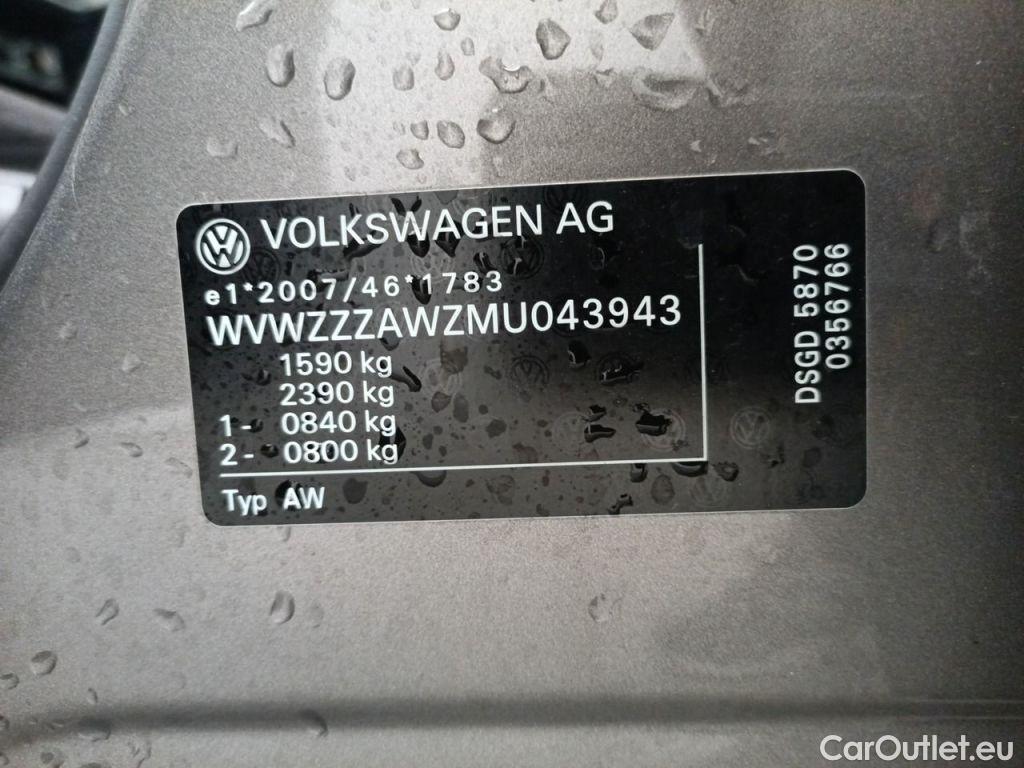 VOLKSWAGEN AG
e1*2007/46*1783
WVWZZZAWZMU043943
1590 kg
2390 kg
1- 0840 kg
2- 0800 kg
Typ AW
DSGD 5870
0356766
CarOutlet.eu